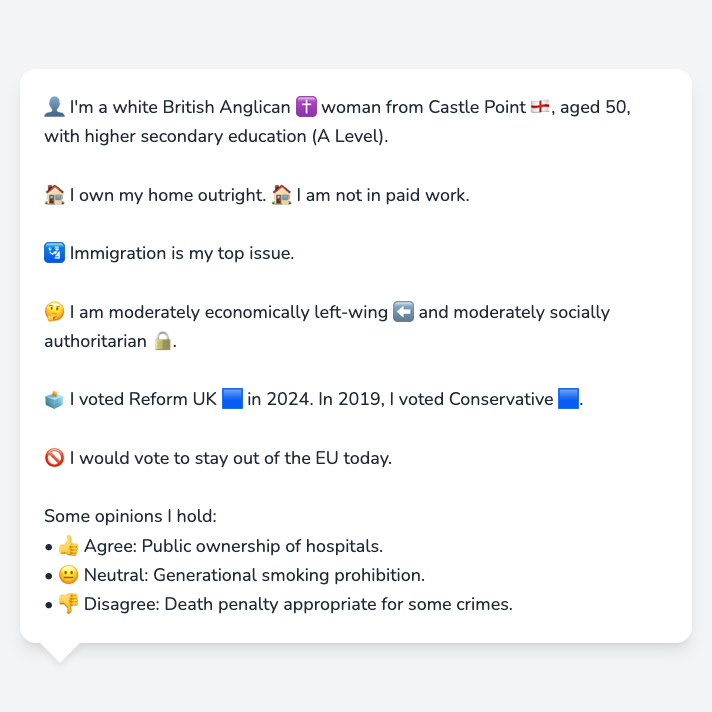 👤 I'm a white British Anglican ✝️ woman from Castle Point 🏴󠁧󠁢󠁥󠁮󠁧󠁿, aged 50,
with higher secondary education (A Level).
🏠 I own my home outright. 🏠 I am not in paid work.
🛂 Immigration is my top issue.
🤔 I am moderately economically left-wing ⬅️ and moderately socially
authoritarian 🔒.
🗳️ I voted Reform UK 🟦 in 2024. In 2019, I voted Conservative 🟦.
🚫 I would vote to stay out of the EU today.
Some opinions I hold:
• 👍 Agree: Public ownership of hospitals.
• 😐 Neutral: Generational smoking prohibition.
• 👎 Disagree: Death penalty appropriate for some crimes.